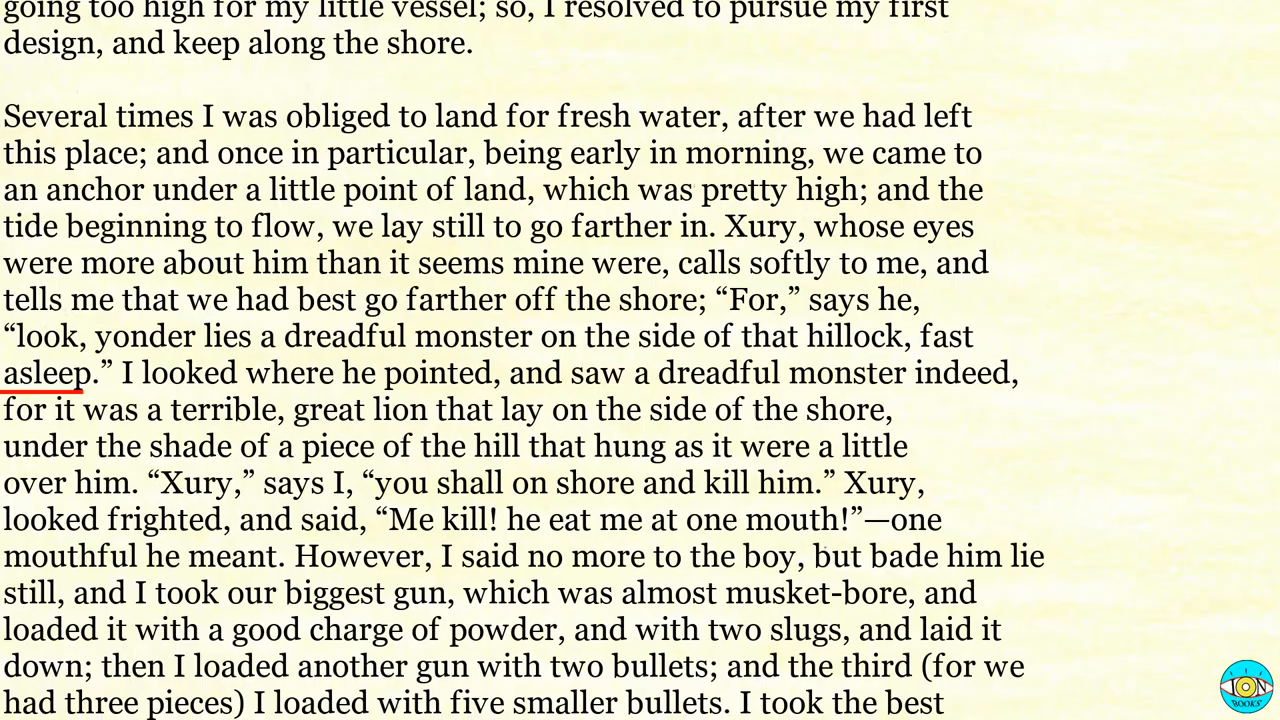 going too high for my little vessel; so, I resolved to pursue my first
design, and keep along the shore.
Several times I was obliged to land for fresh water, after we had left
this place; and once in particular, being early in morning, we came to
an anchor under a little point of land, which was pretty high; and the
tide beginning to flow, we lay still to go farther in. Xury, whose eyes
were more about him than it seems mine were, calls softly to me, and
tells me that we had best go farther off the shore; “For,” says he,
“look, yonder lies a dreadful monster on the side of that hillock, fast
asleep.” I looked where he pointed, and saw a dreadful monster indeed,
for it was a terrible, great lion that lay on the side of the shore,
under the shade of a piece of the hill that hung as it were a little
over him. “Xury,” says I, “you shall on shore and kill him.” Xury,
looked frighted, and said, “Me kill! he eat me at one mouth!”—one
mouthful he meant. However, I said no more to the boy, but bade him lie
still, and I took our biggest gun, which was almost musket-bore, and
loaded it with a good charge of powder, and with two slugs, and laid it
down; then I loaded another gun with two bullets; and the third (for we
had three pieces) I loaded with five smaller bullets. I took the best
ION
BOOKS